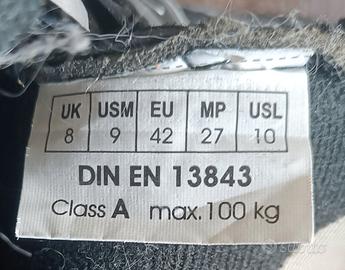 UK USM EU MP USL
8 9 42 27 10
DIN EN 13843
Class A max.100 kg